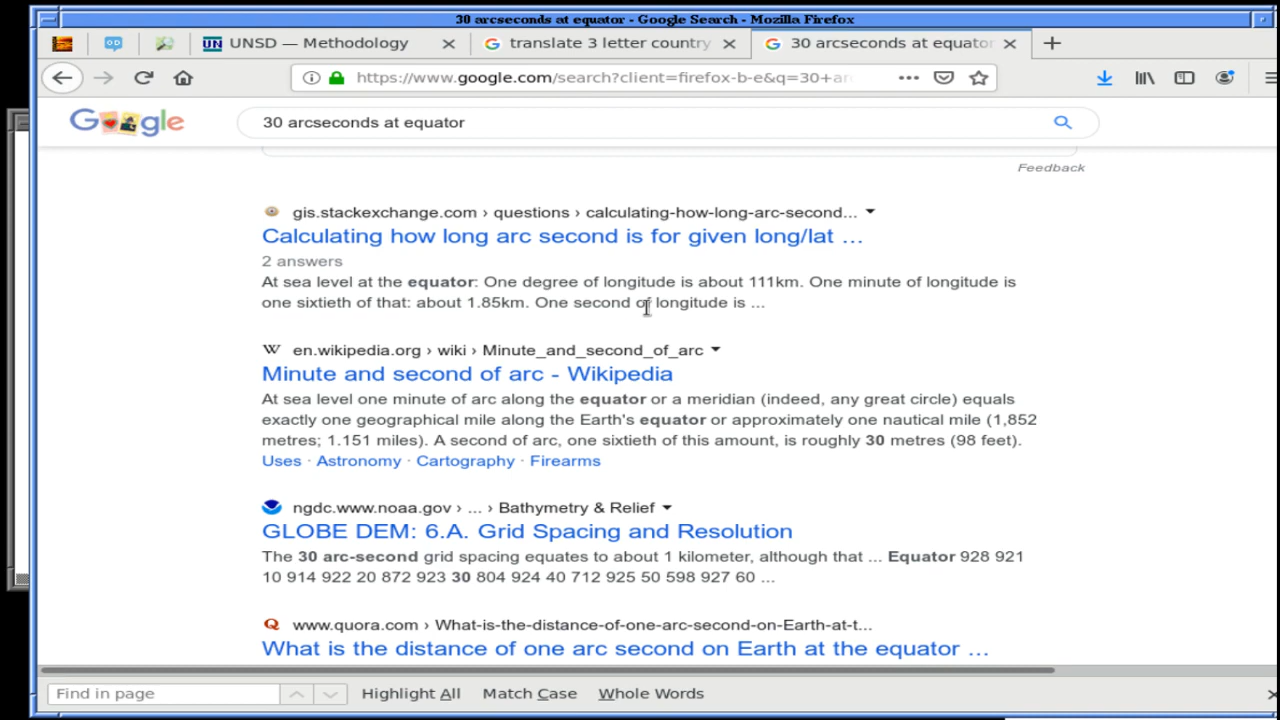 30 arcseconds at equator - Google Search - Mozilla Firefox
UN UNSD — Methodology
translate 3 letter country
30 arcseconds at equator
https://www.google.com/search?client=firefox-b-e&q=30+ar
Google
30 arcseconds at equator
Feedback
gis.stackexchange.com › questions › calculating-how-long-arc-second...
Calculating how long arc second is for given long/lat ...
2 answers
At sea level at the equator: One degree of longitude is about 111km. One minute of longitude is
one sixtieth of that: about 1.85km. One second of longitude is ...
W en.wikipedia.org › wiki › Minute_and_second_of_arc
Minute and second of arc - Wikipedia
At sea level one minute of arc along the equator or a meridian (indeed, any great circle) equals
exactly one geographical mile along the Earth's equator or approximately one nautical mile (1,852
metres; 1.151 miles). A second of arc, one sixtieth of this amount, is roughly 30 metres (98 feet).
Uses · Astronomy · Cartography · Firearms
ngdc.www.noaa.gov › ... › Bathymetry & Relief
GLOBE DEM: 6.A. Grid Spacing and Resolution
The 30 arc-second grid spacing equates to about 1 kilometer, although that ... Equator 928 921
10 914 922 20 872 923 30 804 924 40 712 925 50 598 927 60 ...
Q www.quora.com › What-is-the-distance-of-one-arc-second-on-Earth-at-t...
What is the distance of one arc second on Earth at the equator ...
Find in page
Highlight All
Match Case
Whole Words